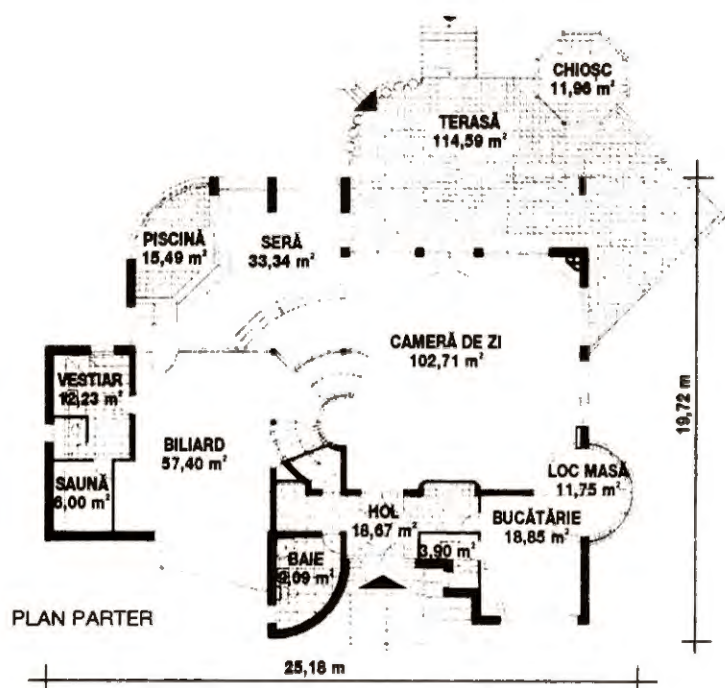 CHIOȘC
11,96 m²
TERASĂ
114,59 m²
PISCINĂ
15,49 m²
SERĂ
33,34 m²
CAMERĂ DE ZI
102,71 m²
19,72 m
VESTIAR
12,23 m²
BILIARD
57,40 m²
SAUNĂ
6,00 m²
LOC MASĂ
11,75 m²
HOL
18,67 m²
BUCĂTĂRIE
18,85 m²
3,90 m²
BAIE
,09 m²
PLAN PARTER
25,18 m